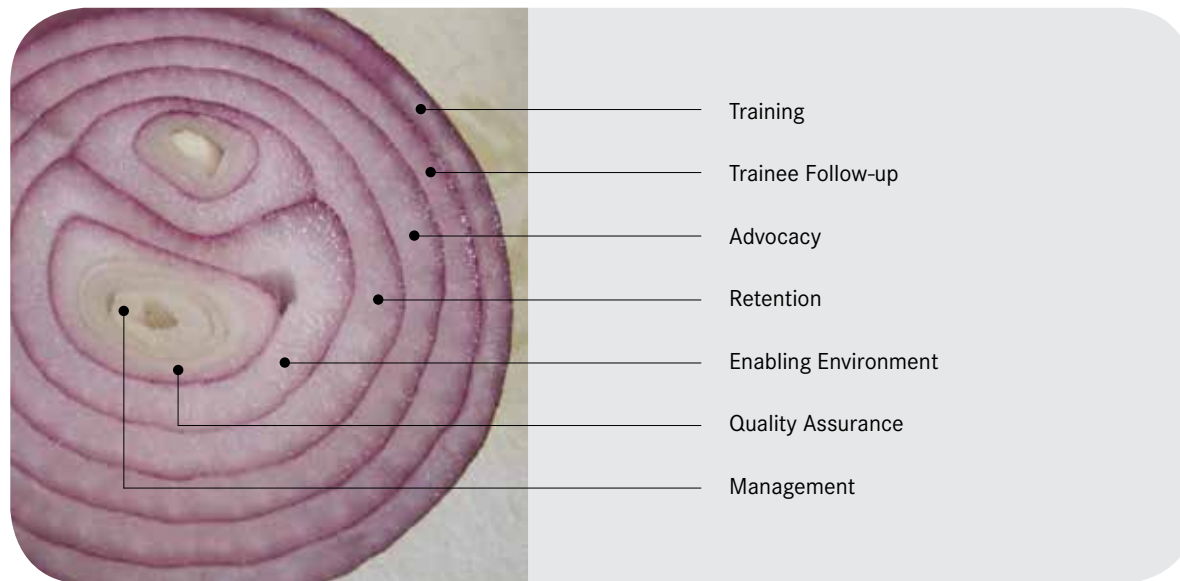 Training
Trainee Follow-up
Advocacy
Retention
Enabling Environment
Quality Assurance
Management